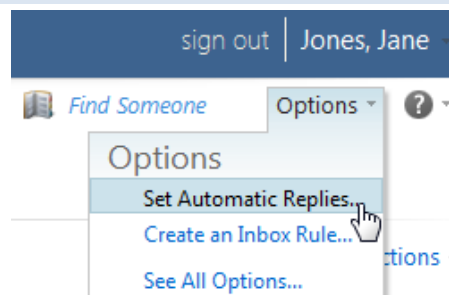 sign out Jones, Jane
Find Someone Options
Options
Set Automatic Replies...
Create an Inbox Rule...
See All Options...